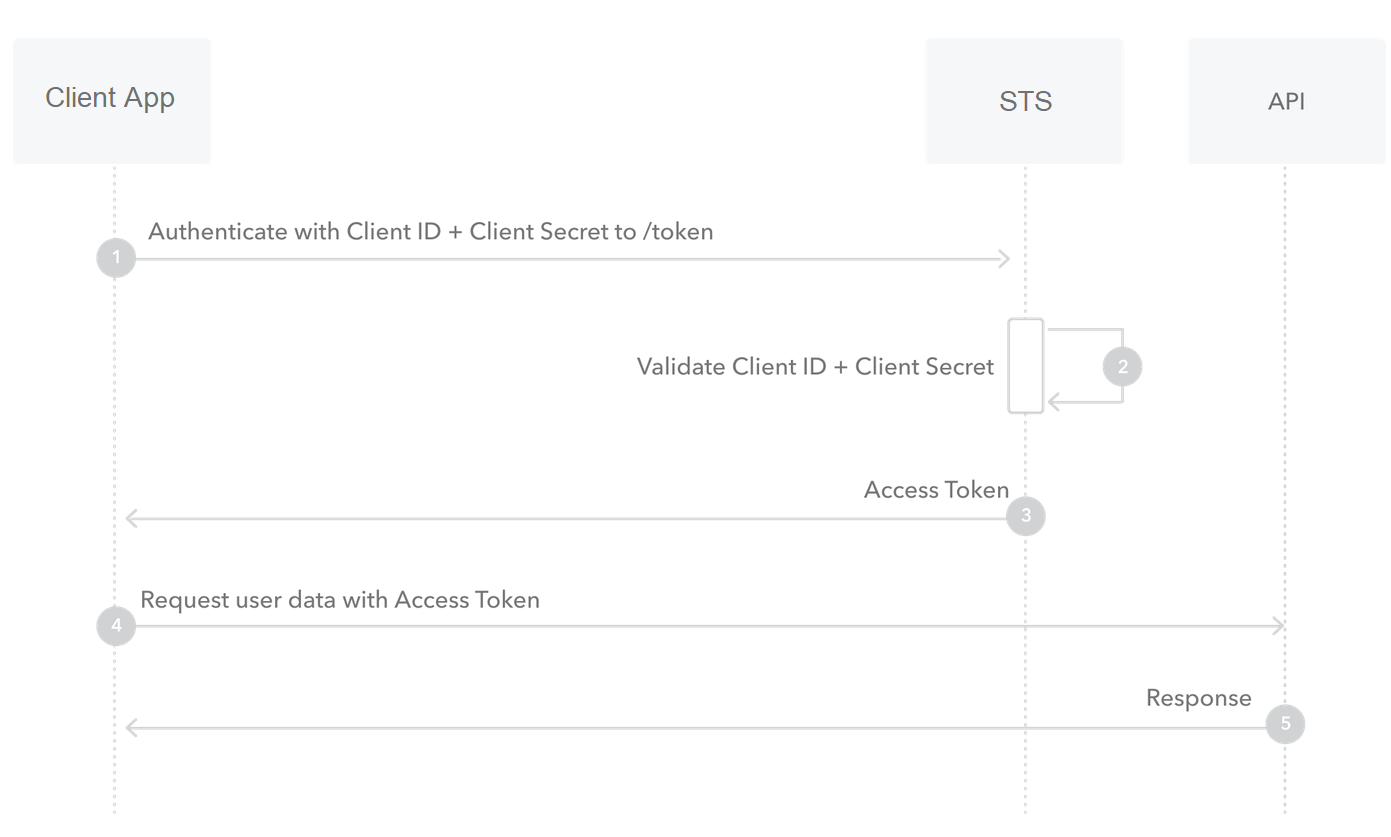 Client App
STS
API
Authenticate with Client ID + Client Secret to /token
1
Validate Client ID + Client Secret
2
Access Token
3
Request user data with Access Token
4
Response
5